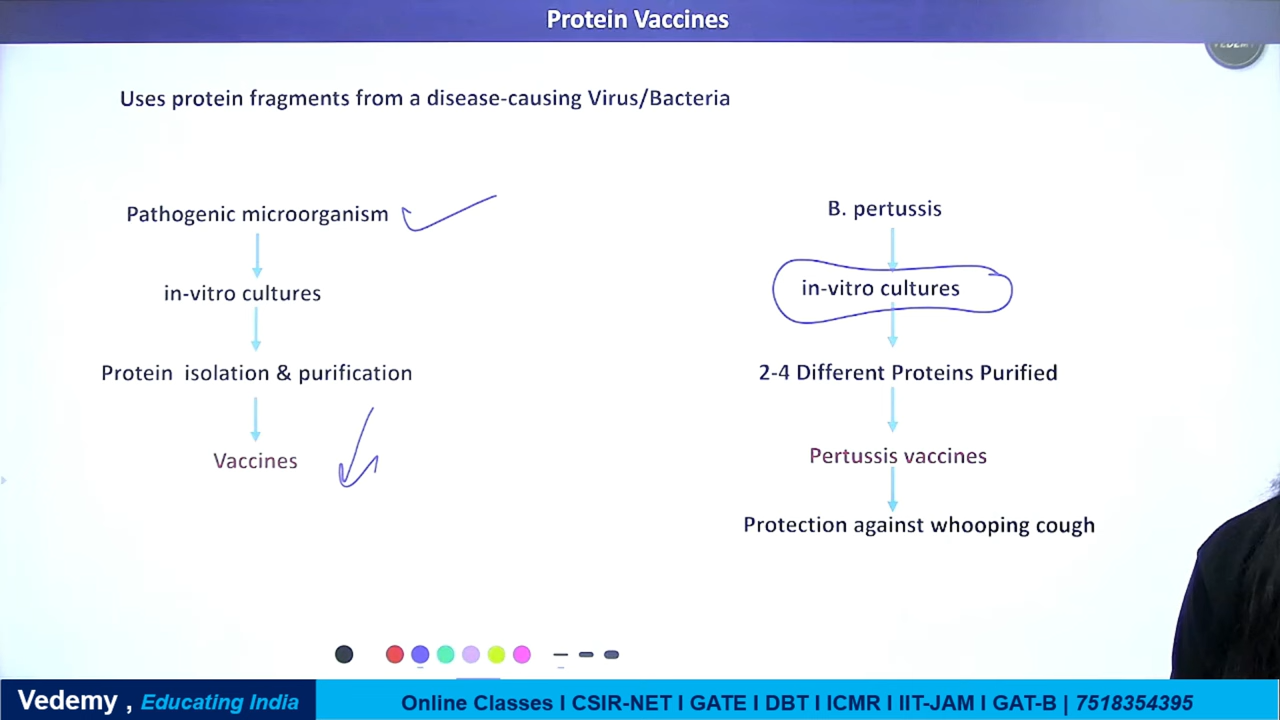 Protein Vaccines
VEDEMY
Uses protein fragments from a disease-causing Virus/Bacteria
Pathogenic microorganism
in-vitro cultures
Protein isolation & purification
Vaccines
B. pertussis
in-vitro cultures
2-4 Different Proteins Purified
Pertussis vaccines
Protection against whooping cough
Vedemy , Educating India
Online Classes I CSIR-NET I GATE I DBT I ICMR I IIT-JAM I GAT-B | 7518354395